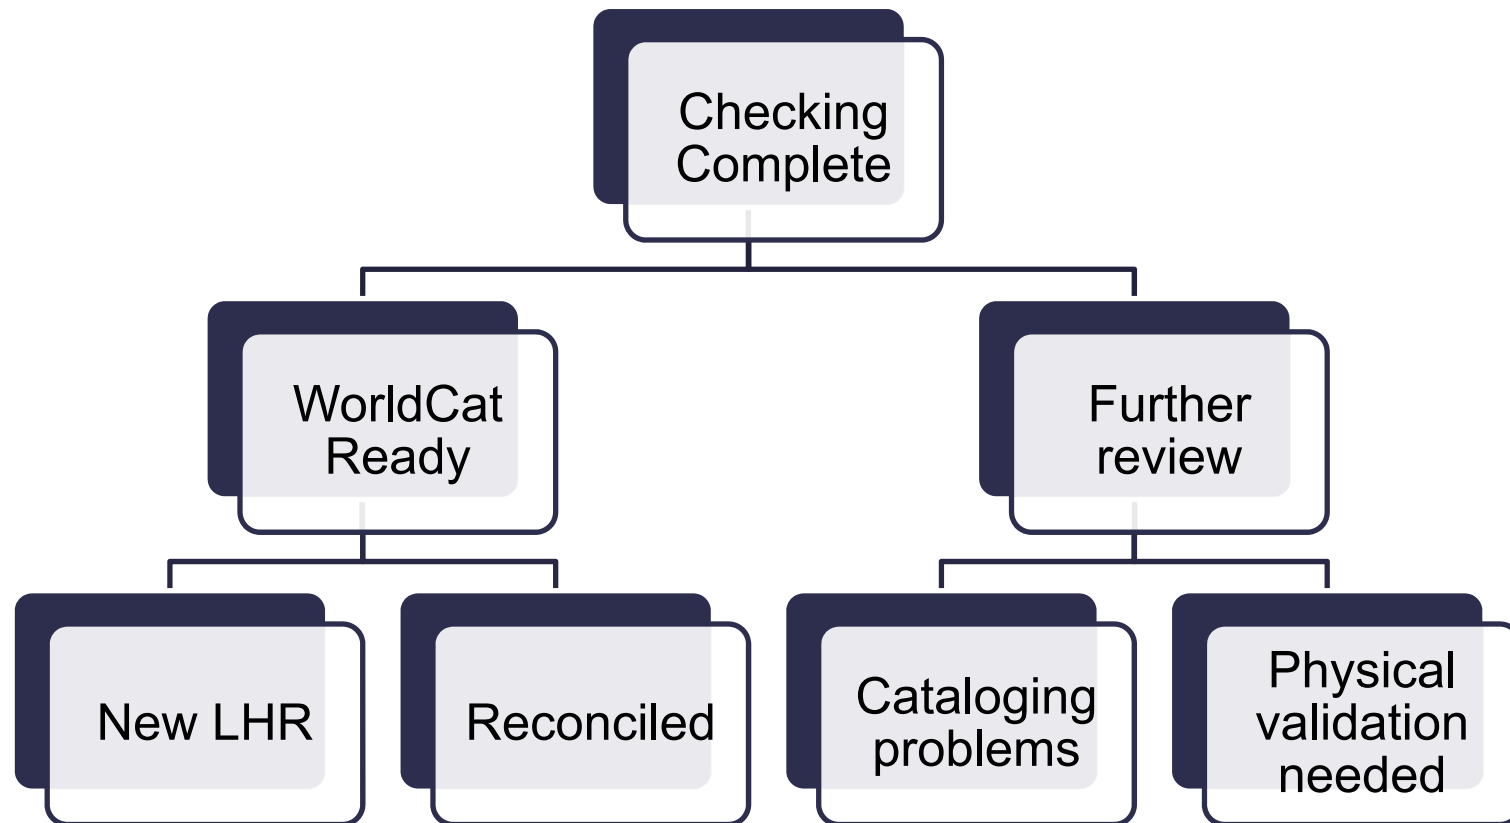 Checking
Complete
WorldCat
Ready
Further
review
New LHR
Reconciled
Cataloging
problems
Physical
validation
needed